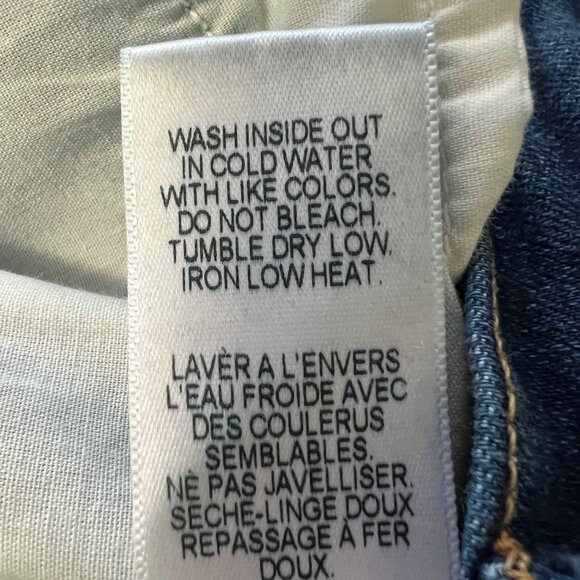 WASH INSIDE OUT
IN COLD WATER
WITH LIKE COLORS.
DO NOT BLEACH.
TUMBLE DRY LOW.
IRON LOW HEAT.
LAVÈR A L'ENVERS
L'EAU FROIDE AVEC
DES COULERUS
SEMBLABLES.
NÉ PAS JAVELLISER.
SECHE-LINGE DOUX
REPASSAGE À FER
DOUX.